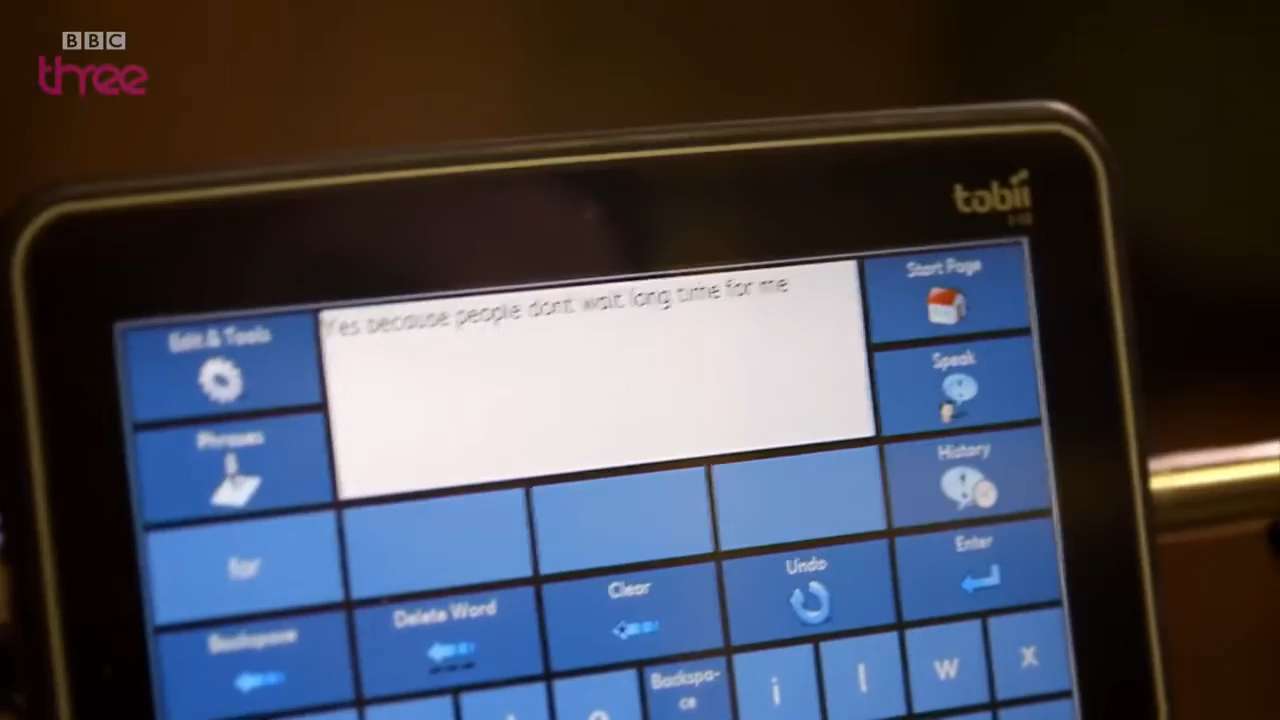 BBC
three
tobii
Yes because people dont wait long time for me
Start Page
Edit & Tools
Speak
Phrases
History
for
Enter
Undo
Clear
Delete Word
Backspace
Backspa-
ce
i
l
w
x